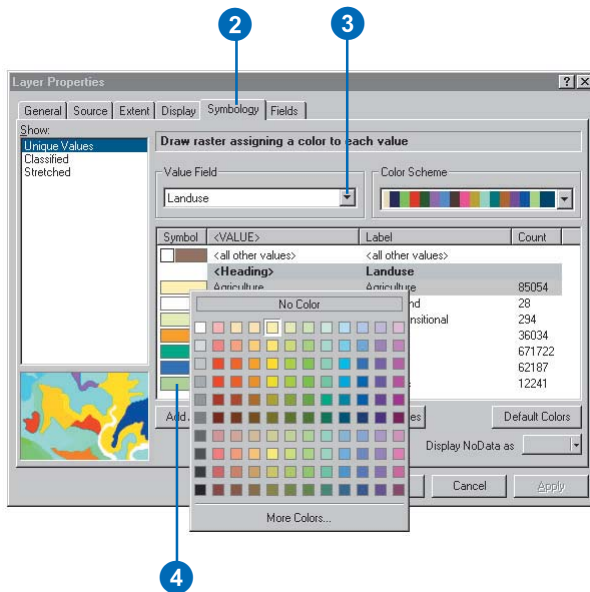 2
3
Layer Properties
? ×
General Source Extent Display Symbology Fields
Show:
Unique Values
Classified
Stretched
Draw raster assigning a color to each value
Value Field
Landuse
Color Scheme
Symbol <VALUE> Label Count
<all other values> <all other values>
<Heading> Landuse
Agriculture Agriculture 85054
28
294
36034
671722
62187
12241
No Color
More Colors...
Add
Default Colors
Display NoData as
Cancel
Apply
4